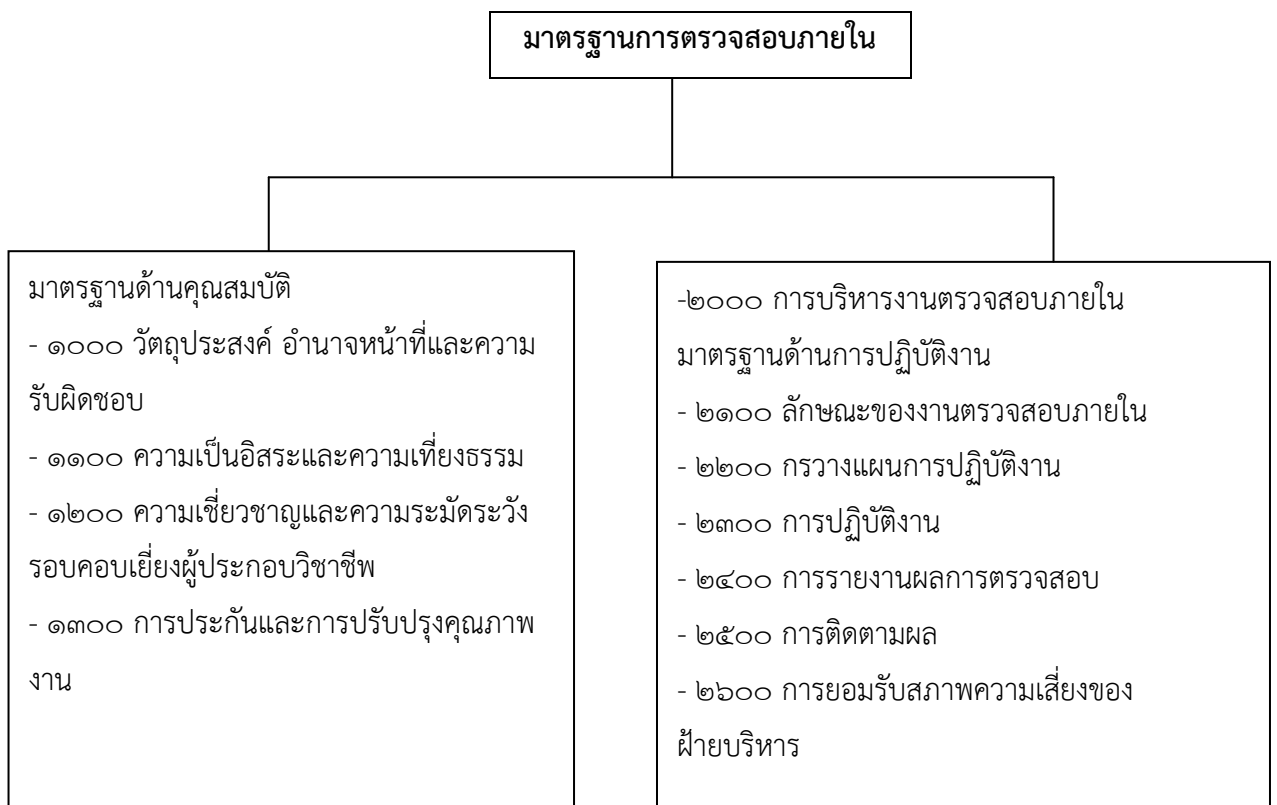 มาตรฐานการตรวจสอบภายใน
มาตรฐานด้านคุณสมบัติ
- ๑๐๐๐ วัตถุประสงค์ อำนาจหน้าที่และความ
รับผิดชอบ
- ๑๑๐๐ ความเป็นอิสระและความเที่ยงธรรม
- ๑๒๐๐ ความเชี่ยวชาญและความระมัดระวัง
รอบคอบเยี่ยงผู้ประกอบวิชาชีพ
- ๑๓๐๐ การประกันและการปรับปรุงคุณภาพ
งาน
-๒๐๐๐ การบริหารงานตรวจสอบภายใน
มาตรฐานด้านการปฏิบัติงาน
- ๒๑๐๐ ลักษณะของงานตรวจสอบภายใน
- ๒๒๐๐ กรวางแผนการปฏิบัติงาน
- ๒๓๐๐ การปฏิบัติงาน
- ๒๔๐๐ การรายงานผลการตรวจสอบ
- ๒๕๐๐ การติดตามผล
- ๒๖๐๐ การยอมรับสภาพความเสี่ยงของ
ฝ้ายบริหาร